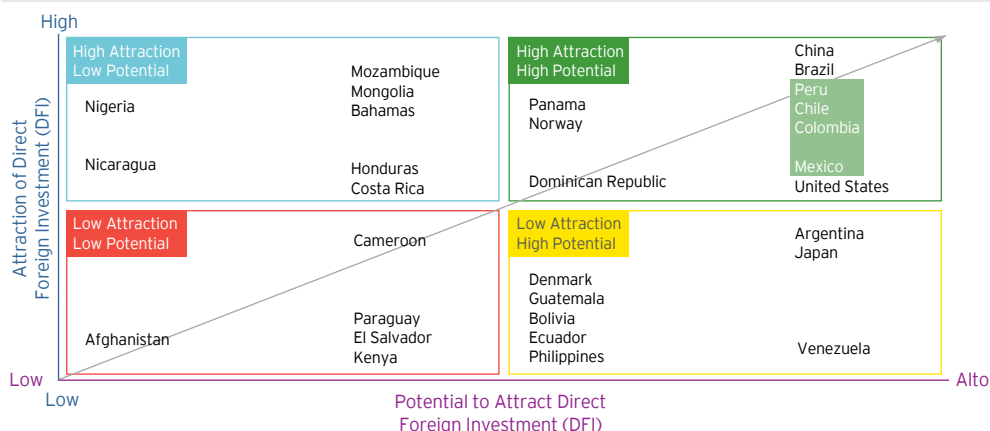 High
High Attraction
Low Potential
Nigeria
Nicaragua
Mozambique
Mongolia
Bahamas
Honduras
Costa Rica
High Attraction
High Potential
Panama
Norway
Dominican Republic
China
Brazil
Peru
Chile
Colombia
Mexico
United States
Attraction of Direct
Foreign Investment (DFI)
Low Attraction
Low Potential
Afghanistan
Cameroon
Paraguay
El Salvador
Kenya
Low Attraction
High Potential
Denmark
Guatemala
Bolivia
Ecuador
Philippines
Argentina
Japan
Venezuela
Low
Low
Alto
Potential to Attract Direct
Foreign Investment (DFI)